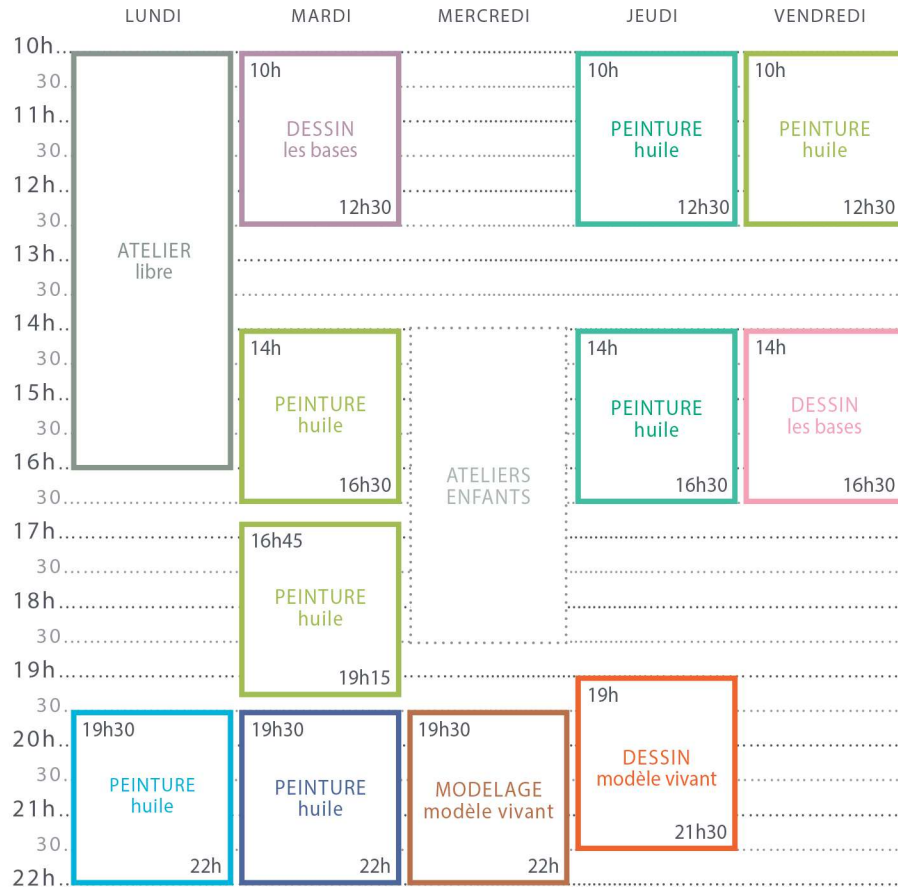 LUNDI MARDI MERCREDI JEUDI VENDREDI
10h
30
11h
30
12h
30
13h
30
14h
30
15h
30
16h
30
17h
30
18h
30
19h
30
20h
30
21h
30
22h
ATELIER
libre
19h30
PEINTURE
huile
22h
10h
DESSIN
les bases
12h30
14h
PEINTURE
huile
16h30
16h45
PEINTURE
huile
19h15
19h30
PEINTURE
huile
22h
ATELIERS
ENFANTS
19h30
MODELAGE
modèle vivant
22h
10h
PEINTURE
huile
12h30
14h
PEINTURE
huile
16h30
19h
DESSIN
modèle vivant
21h30
10h
PEINTURE
huile
12h30
14h
DESSIN
les bases
16h30